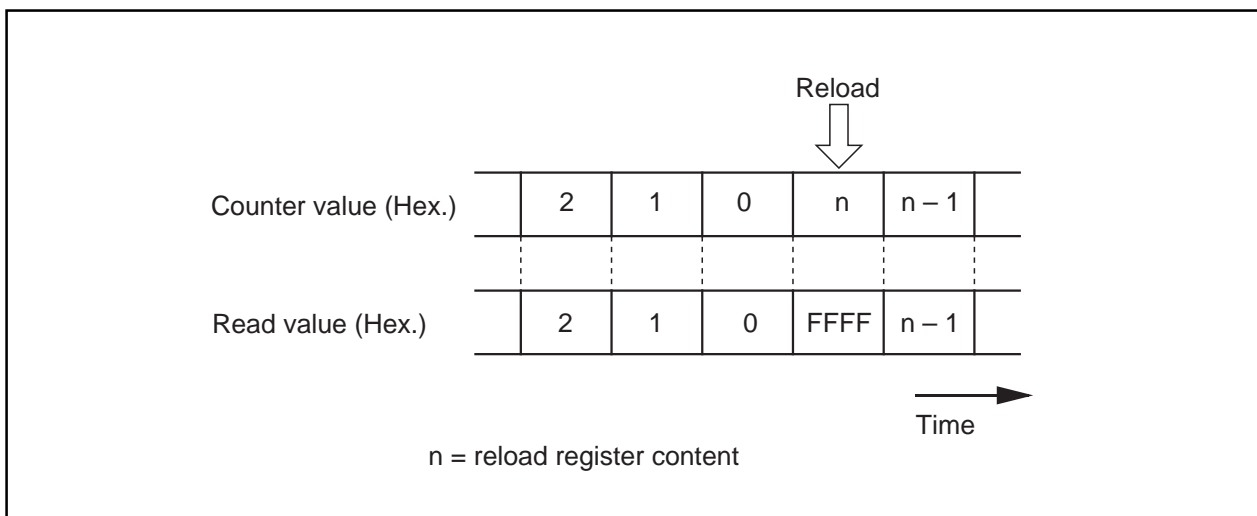 Reload
Counter value (Hex.) 2 1 0 n n – 1
Read value (Hex.) 2 1 0 FFFF n – 1
Time
n = reload register content